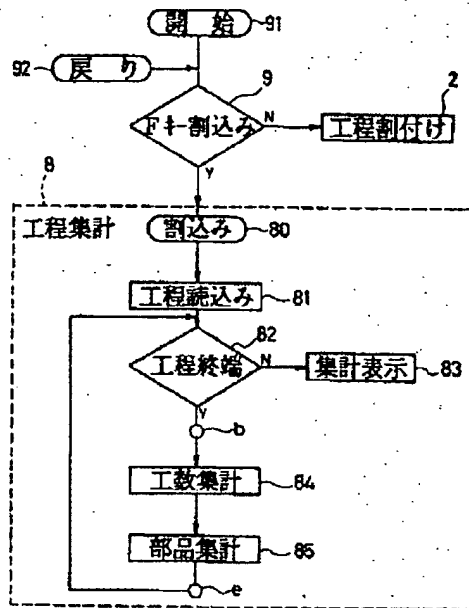 開始 91
92 戻り
9
Fキー割込み N 工程割付け 2
Y
8
工程集計 割込み 80
工程読込み 81
82
工程終端 N 集計表示 83
Y
b
工数集計 84
部品集計 85
e